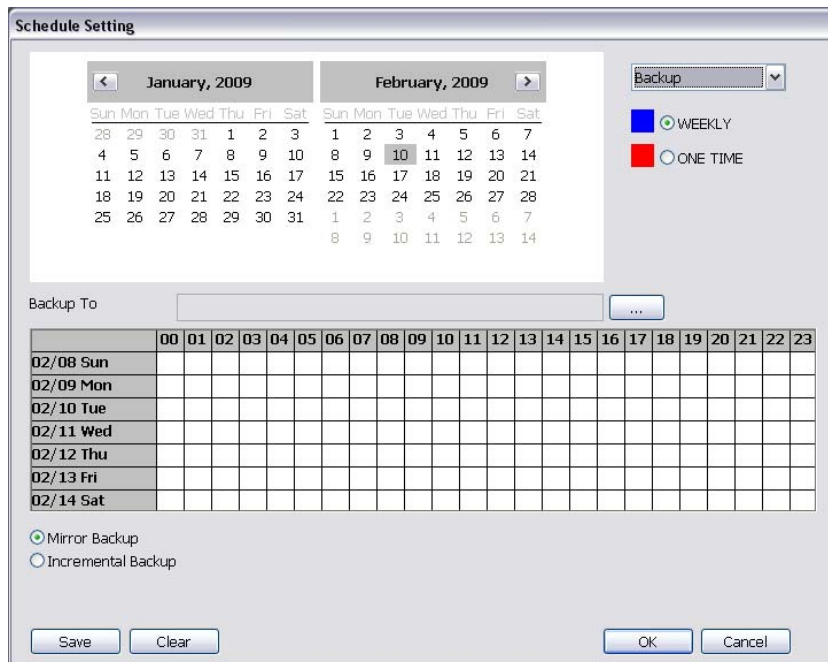 Schedule Setting
< January, 2009 February, 2009 >
Sun Mon Tue Wed Thu Fri Sat Sun Mon Tue Wed Thu Fri Sat
28 29 30 31 1 2 3 1 2 3 4 5 6 7
4 5 6 7 8 9 10 8 9 10 11 12 13 14
11 12 13 14 15 16 17 15 16 17 18 19 20 21
18 19 20 21 22 23 24 22 23 24 25 26 27 28
25 26 27 28 29 30 31 1 2 3 4 5 6 7
8 9 10 11 12 13 14
Backup
WEEKLY
ONE TIME
Backup To ...
00 01 02 03 04 05 06 07 08 09 10 11 12 13 14 15 16 17 18 19 20 21 22 23
02/08 Sun
02/09 Mon
02/10 Tue
02/11 Wed
02/12 Thu
02/13 Fri
02/14 Sat
Mirror Backup
Incremental Backup
Save Clear OK Cancel